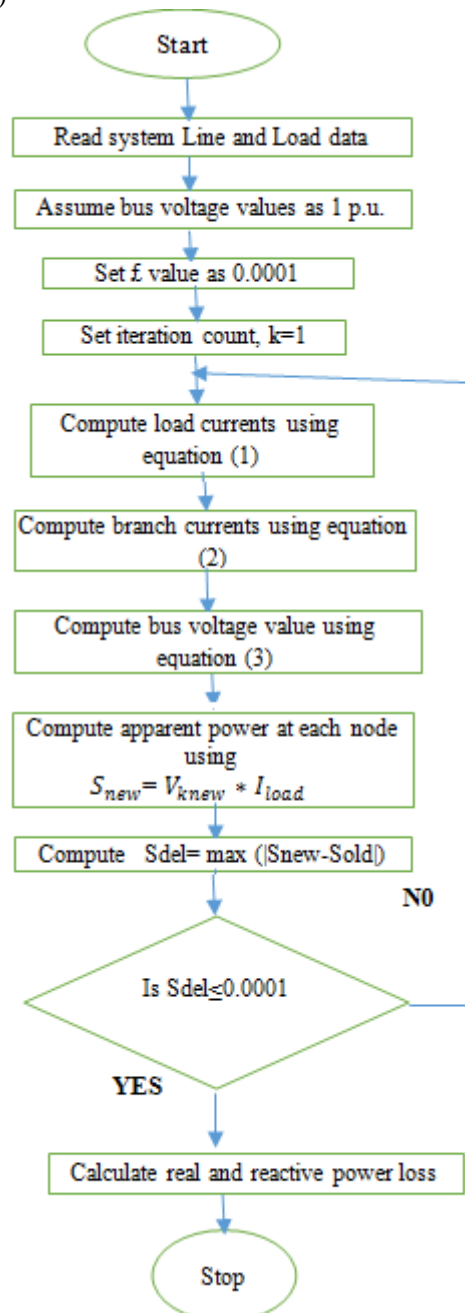 )
Start
Read system Line and Load data
Assume bus voltage values as 1 p.u.
Set £ value as 0.0001
Set iteration count, k=1
Compute load currents using
equation (1)
Compute branch currents using equation
(2)
Compute bus voltage value using
equation (3)
Compute apparent power at each node
using
Sₙₑw= Vₖₙₑw * Iₗₒₐd
Compute Sdel= max (|Snew-Sold|)
N0
Is Sdel≤0.0001
YES
Calculate real and reactive power loss
Stop